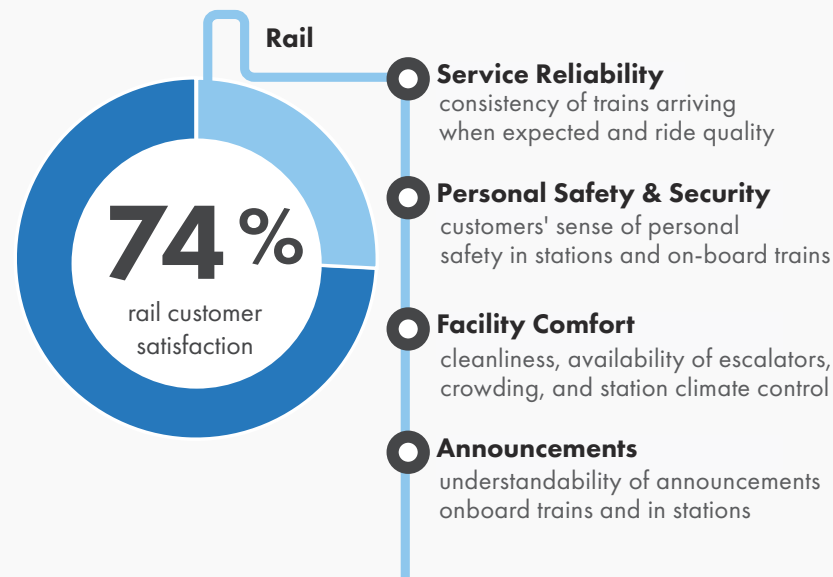 Rail
74%
rail customer
satisfaction
Service Reliability
consistency of trains arriving
when expected and ride quality
Personal Safety & Security
customers' sense of personal
safety in stations and on-board trains
Facility Comfort
cleanliness, availability of escalators,
crowding, and station climate control
Announcements
understandability of announcements
onboard trains and in stations